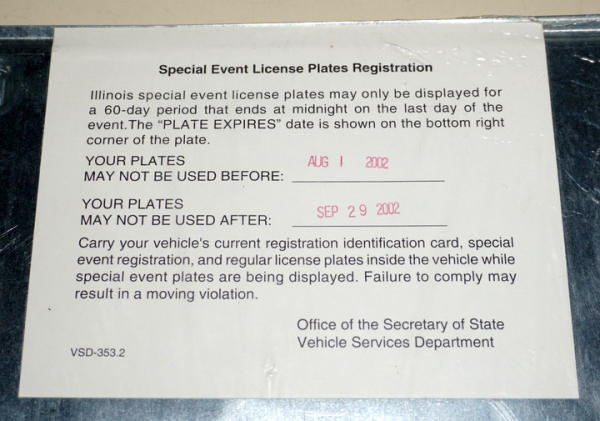 Special Event License Plates Registration
Illinois special event license plates may only be displayed for
a 60-day period that ends at midnight on the last day of the
event.The “PLATE EXPIRES” date is shown on the bottom right
corner of the plate.
YOUR PLATES
MAY NOT BE USED BEFORE: AUG 1 2002
YOUR PLATES
MAY NOT BE USED AFTER: SEP 29 2002
Carry your vehicle's current registration identification card, special
event registration, and regular license plates inside the vehicle while
special event plates are being displayed. Failure to comply may
result in a moving violation.
Office of the Secretary of State
Vehicle Services Department
VSD-353.2